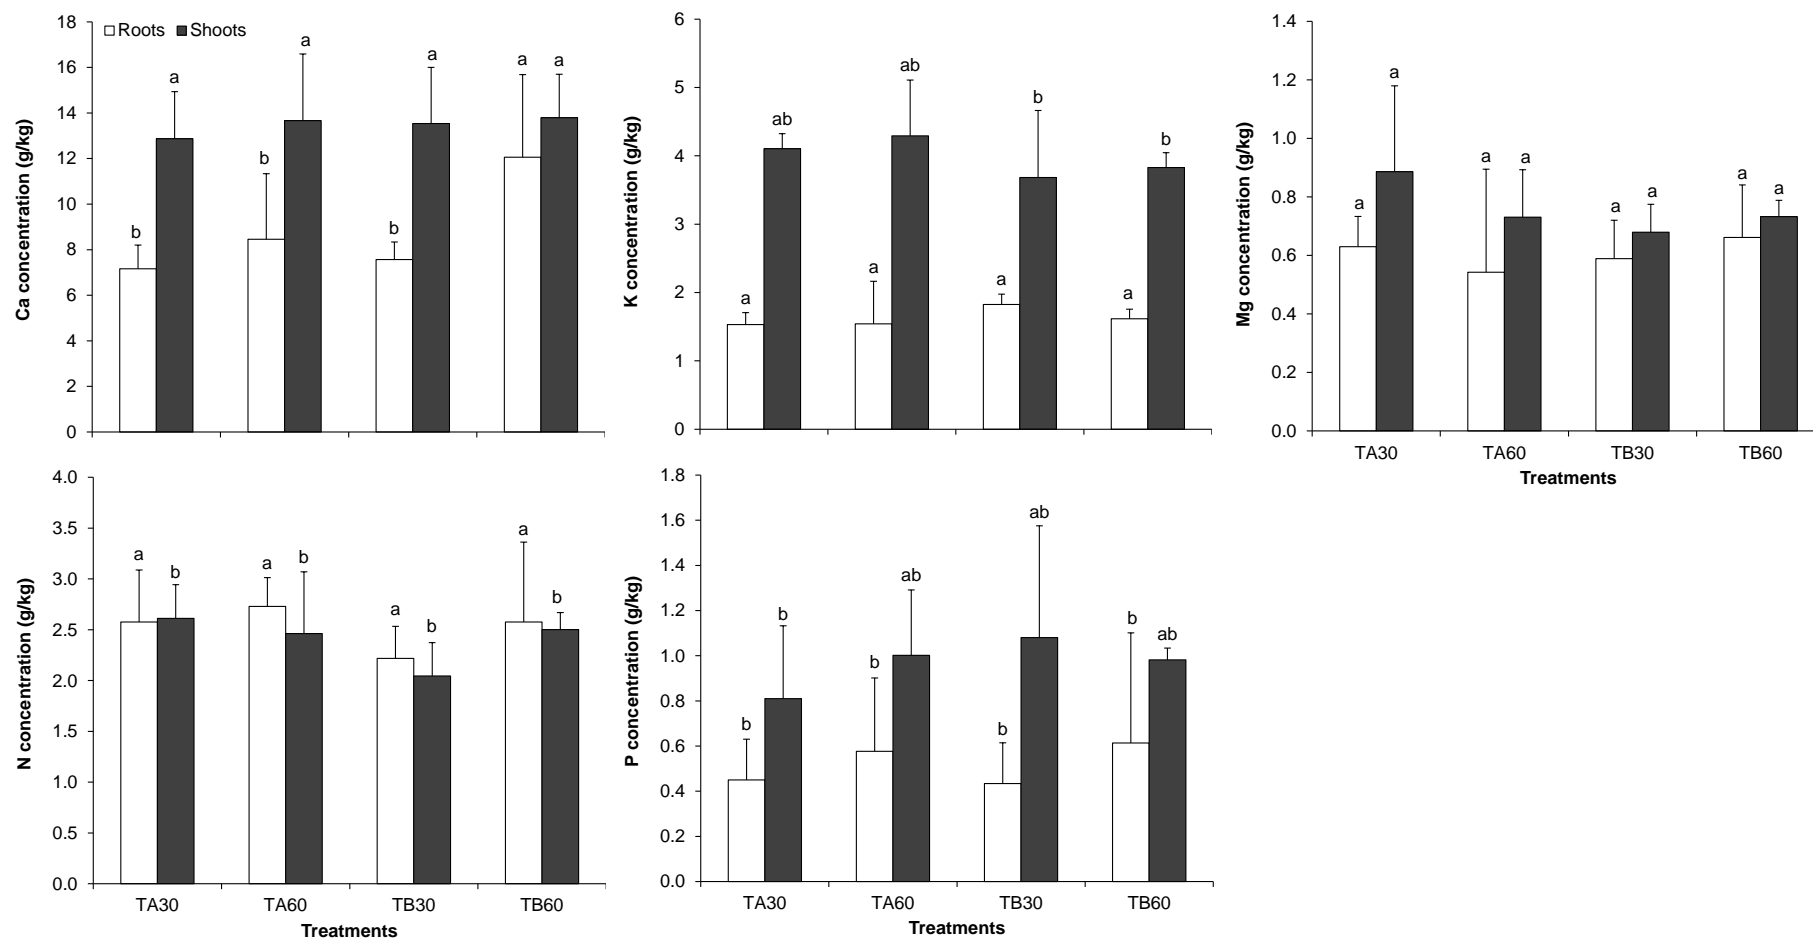 Roots Shoots
Ca concentration (g/kg)
18
16
14
12
10
8
6
4
2
0
b a b a b a a a
K concentration (g/kg)
6
5
4
3
2
1
0
a ab a ab a b a b
Mg concentration (g/kg)
1.4
1.2
1.0
0.8
0.6
0.4
0.2
0.0
a a a a a a a a
TA30 TA60 TB30 TB60
Treatments
N concentration (g/kg)
4.0
3.5
3.0
2.5
2.0
1.5
1.0
0.5
0.0
a b a b a b a b
TA30 TA60 TB30 TB60
Treatments
P concentration (g/kg)
1.8
1.6
1.4
1.2
1.0
0.8
0.6
0.4
0.2
0.0
b b b ab b ab b ab
TA30 TA60 TB30 TB60
Treatments